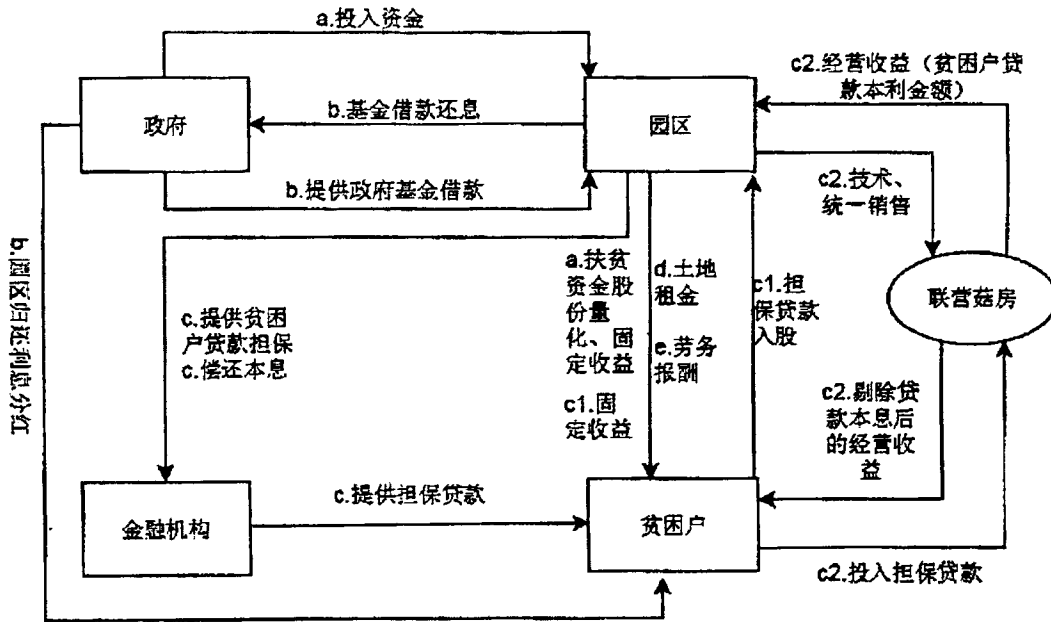 a.投入资金
c2.经营收益（贫困户贷
款本利金额）
政府
b.基金借款还息
园区
b.提供政府基金借款
c2.技术、
统一销售
b.园区归还利息分红
c.提供贫困
户贷款担保
c.偿还本息
a.扶贫
资金股
份量
化、固
定收益
c1.固
定收益
d.土地
租金
e.劳务
报酬
c1.担
保贷款
入股
联营菇房
c2.剔除贷
款本息后
的经营收
益
金融机构
c.提供担保贷款
贫困户
c2.投入担保贷款